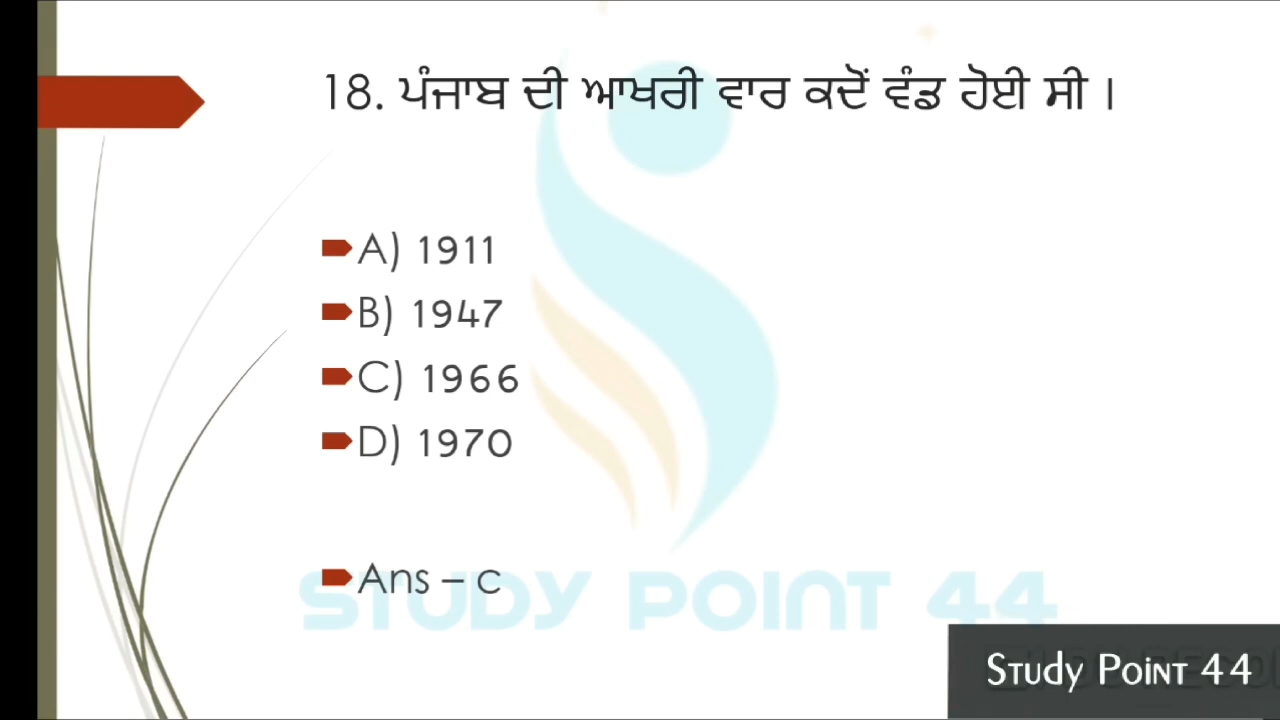 18. ਪੰਜਾਬ ਦੀ ਆਖਰੀ ਵਾਰ ਕਦੋਂ ਵੰਡ ਹੋਈ ਸੀ ।
A) 1911
B) 1947
C) 1966
D) 1970
Ans – c
STUDY POINT 44
Study Point 44